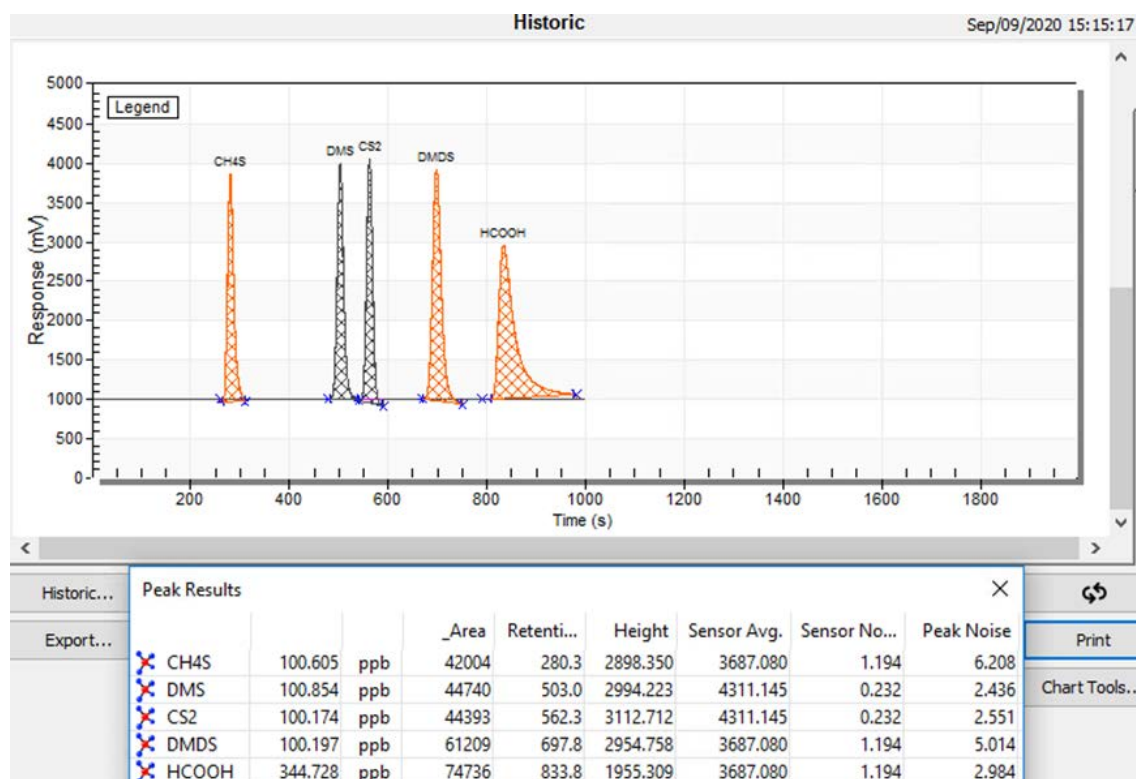 Historic Sep/09/2020 15:15:17
5000
Legend
4500
4000
3500
3000
2500
2000
1500
1000
500
0
Response (mV)
CH4S DMS CS2 DMDS HCOOH
200 400 600 800 1000 1200 1400 1600 1800
Time (s)
Historic... Peak Results
Export... _Area Retenti... Height Sensor Avg. Sensor No... Peak Noise Print
CH4S 100.605 ppb 42004 280.3 2898.350 3687.080 1.194 6.208
DMS 100.854 ppb 44740 503.0 2994.223 4311.145 0.232 2.436 Chart Tools..
CS2 100.174 ppb 44393 562.3 3112.712 4311.145 0.232 2.551
DMDS 100.197 ppb 61209 697.8 2954.758 3687.080 1.194 5.014
HCOOH 344.728 ppb 74736 833.8 1955.309 3687.080 1.194 2.984